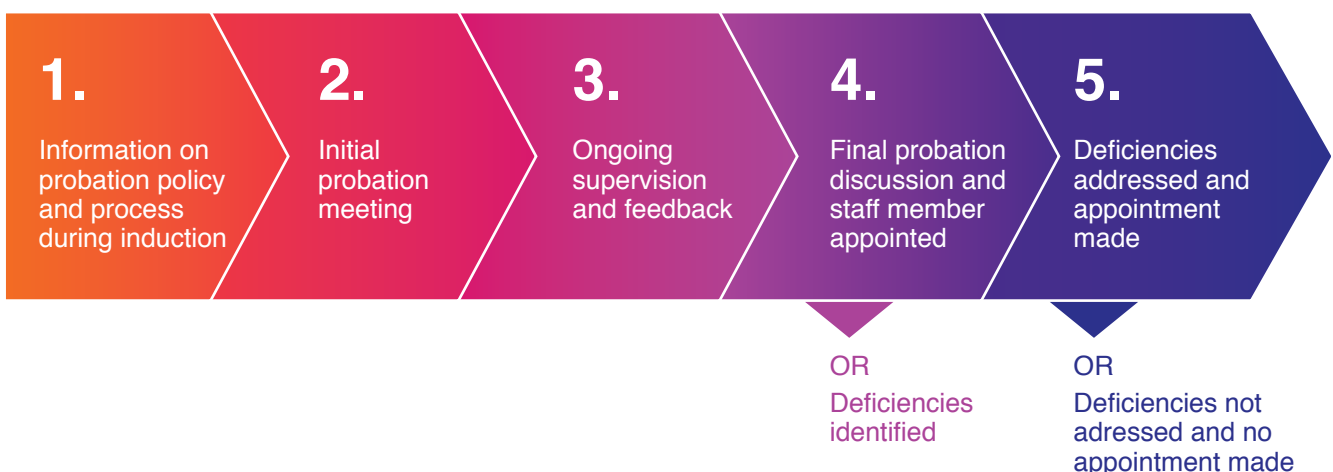 1.
Information on
probation policy
and process
during induction
2.
Initial
probation
meeting
3.
Ongoing
supervision
and feedback
4.
Final probation
discussion and
staff member
appointed
OR
Deficiencies
identified
5.
Deficiencies
addressed and
appointment
made
OR
Deficiencies not
adressed and no
appointment made